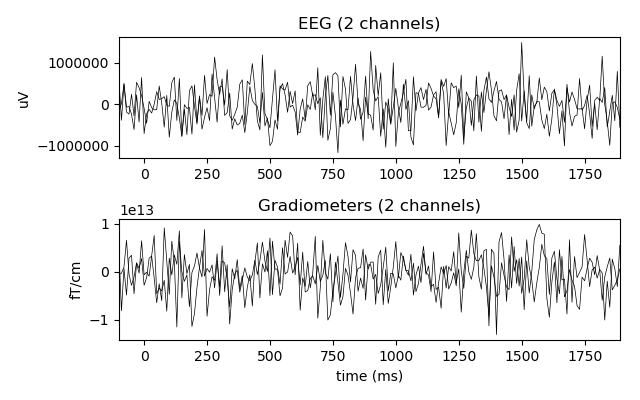 EEG (2 channels)
1000000
0
−1000000
uV
0 250 500 750 1000 1250 1500 1750
1e13
Gradiometers (2 channels)
1
0
−1
fT/cm
0 250 500 750 1000 1250 1500 1750
time (ms)